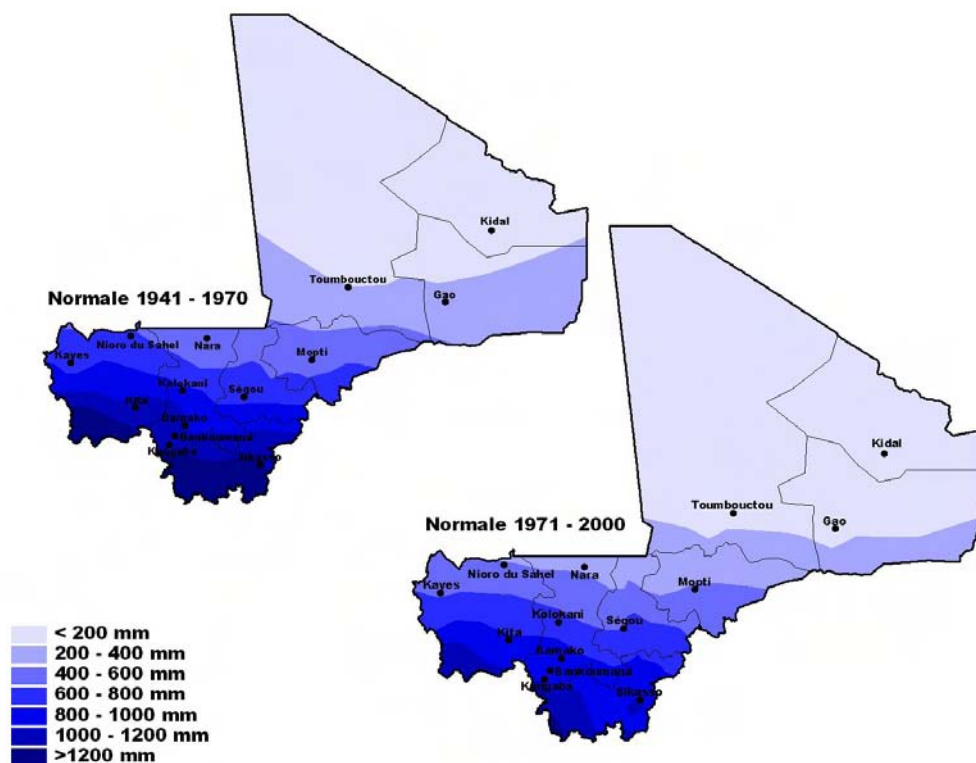 Kidal
Toumbouctou
Gao
Normale 1941 - 1970
Nioro du Sahel
Nara
Kayes
Mopti
Kolokani
Ségou
Kita
Bamako
Bankoumana
Kangaba
Sikasso
Kidal
Toumbouctou
Gao
Normale 1971 - 2000
Nioro du Sahel
Nara
Kayes
Mopti
Kolokani
Ségou
Kita
Bamako
Bankoumana
Kangaba
Sikasso
< 200 mm
200 - 400 mm
400 - 600 mm
600 - 800 mm
800 - 1000 mm
1000 - 1200 mm
>1200 mm